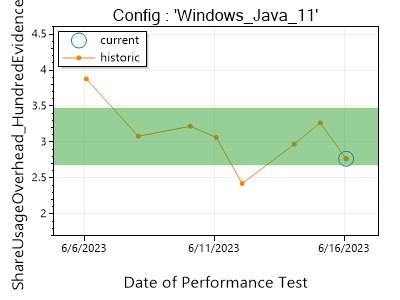 Config : 'Windows_Java_11'
current
historic
ShareUsageOverhead_HundredEvidence
4.5
4
3.5
3
2.5
2
6/6/2023
6/11/2023
6/16/2023
Date of Performance Test